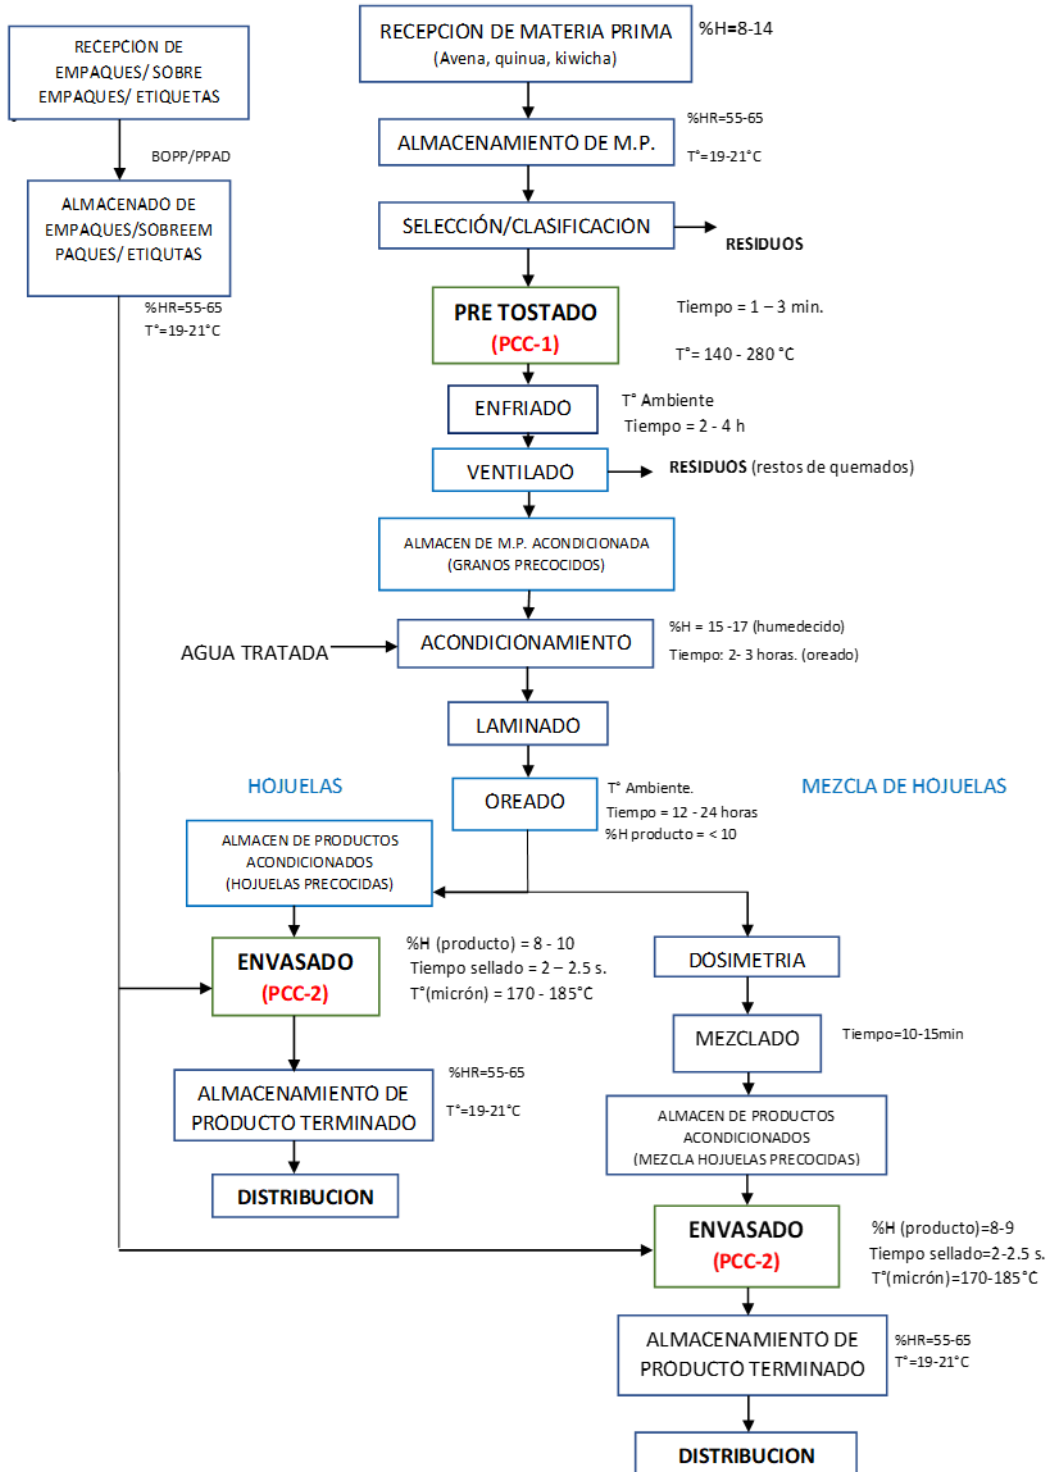 RECEPCIÓN DE
EMPAQUES/ SOBRE
EMPAQUES/ ETIQUETAS
BOPP/PPAD
ALMACENADO DE
EMPAQUES/SOBREEM
PAQUES/ ETIQUTAS
%HR=55-65
T°=19-21°C
RECEPCIÓN DE MATERIA PRIMA
(Avena, quinua, kiwicha)
%H=8-14
ALMACENAMIENTO DE M.P.
%HR=55-65
T°=19-21°C
SELECCIÓN/CLASIFICACION
RESIDUOS
PRE TOSTADO
(PCC-1)
Tiempo = 1 – 3 min.
T°= 140 - 280 °C
ENFRIADO
T° Ambiente
Tiempo = 2 - 4 h
VENTILADO
RESIDUOS (restos de quemados)
ALMACEN DE M.P. ACONDICIONADA
(GRANOS PRECOCIDOS)
AGUA TRATADA
ACONDICIONAMIENTO
%H = 15 -17 (humedecido)
Tiempo: 2- 3 horas. (oreado)
LAMINADO
HOJUELAS
OREADO
T° Ambiente.
Tiempo = 12 - 24 horas
%H producto = < 10
MEZCLA DE HOJUELAS
ALMACEN DE PRODUCTOS
ACONDICIONADOS
(HOJUELAS PRECOCIDAS)
ENVASADO
(PCC-2)
%H (producto) = 8 - 10
Tiempo sellado = 2 – 2.5 s.
T°(micrón) = 170 - 185°C
ALMACENAMIENTO DE
PRODUCTO TERMINADO
%HR=55-65
T°=19-21°C
DISTRIBUCION
DOSIMETRIA
MEZCLADO
Tiempo=10-15min
ALMACEN DE PRODUCTOS
ACONDICIONADOS
(MEZCLA HOJUELAS PRECOCIDAS)
ENVASADO
(PCC-2)
%H (producto)=8-9
Tiempo sellado=2-2.5 s.
T°(micrón)=170-185°C
ALMACENAMIENTO DE
PRODUCTO TERMINADO
%HR=55-65
T°=19-21°C
DISTRIBUCION